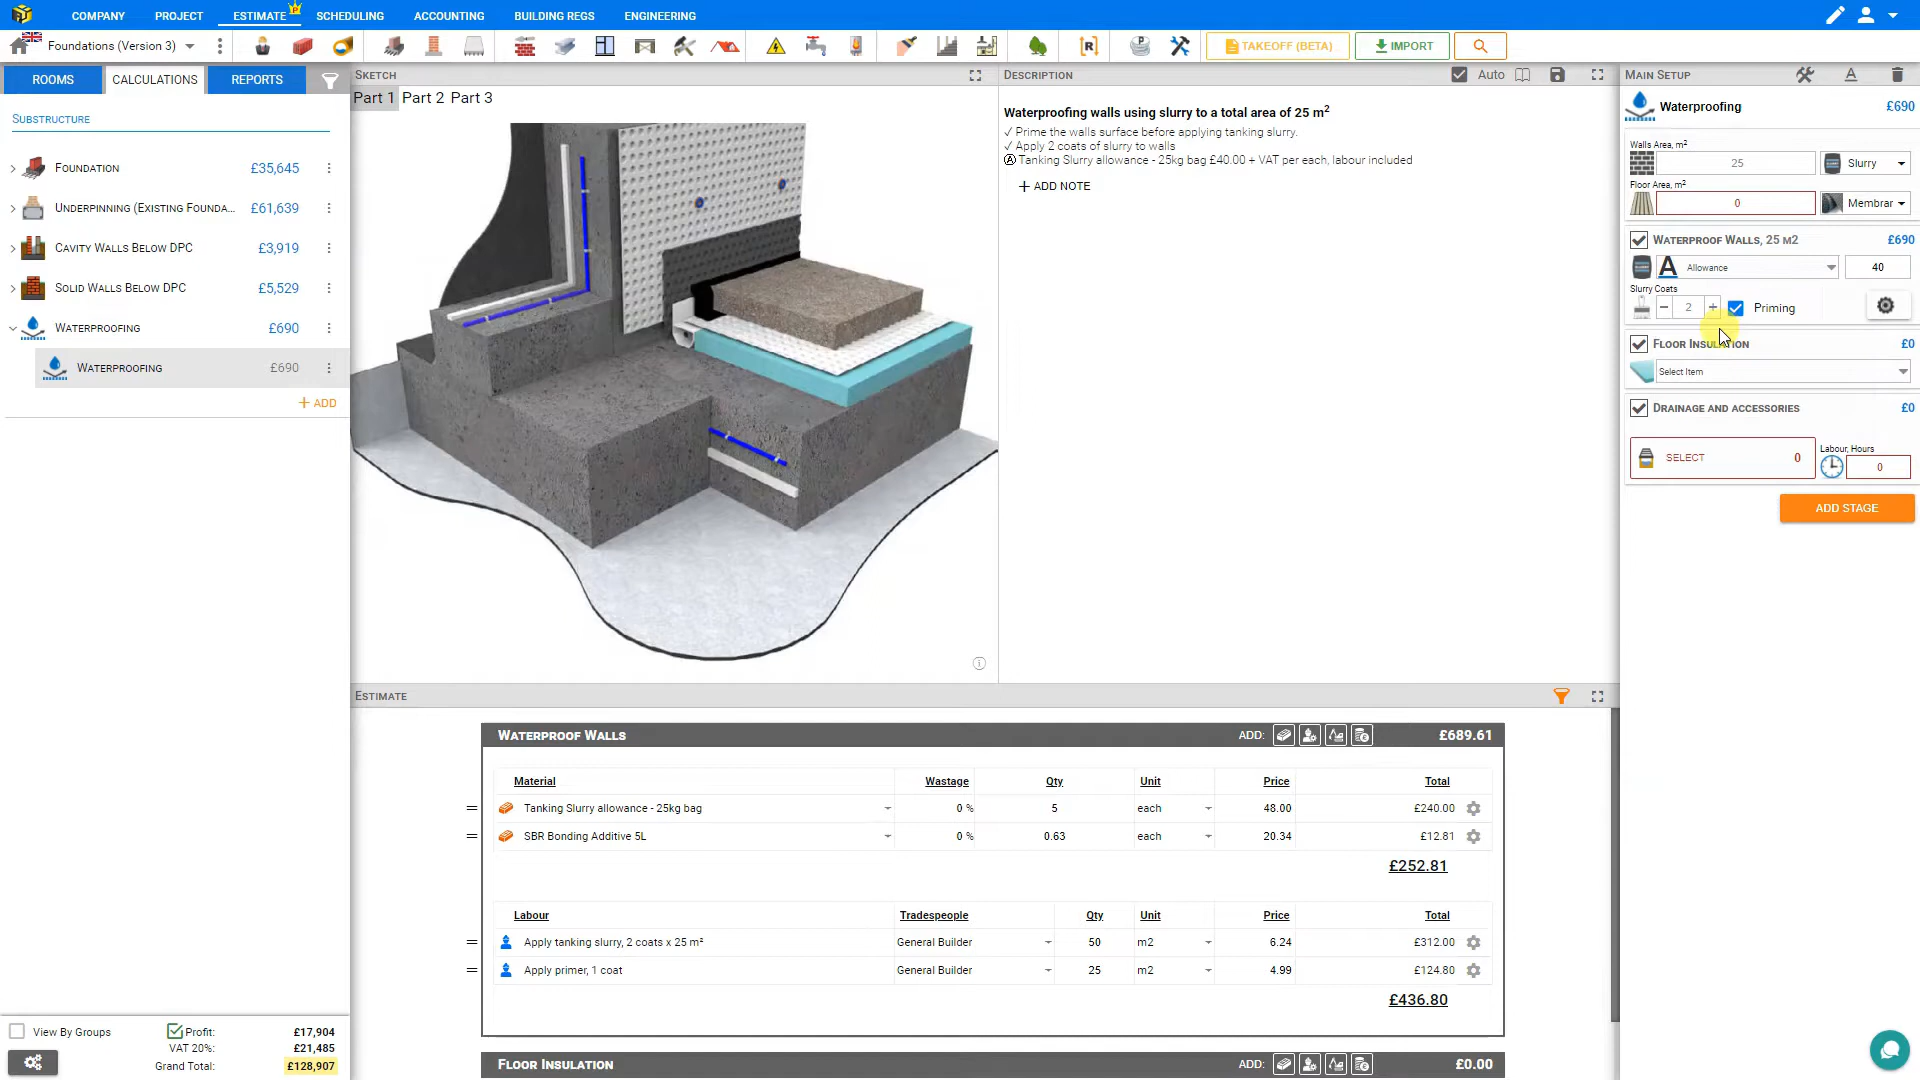 COMPANY PROJECT ESTIMATE SCHEDULING ACCOUNTING BUILDING REGS ENGINEERING
Foundations (Version 3)
TAKEOFF (BETA) IMPORT
ROOMS CALCULATIONS REPORTS
SUBSTRUCTURE
FOUNDATION £35,645
UNDERPINNING (EXISTING FOUNDA... £61,639
CAVITY WALLS BELOW DPC £3,919
SOLID WALLS BELOW DPC £5,529
WATERPROOFING £690
WATERPROOFING £690
+ ADD
View By Groups
Profit: £17,904
VAT 20%: £21,485
Grand Total: £128,907
SKETCH
Part 1 Part 2 Part 3
DESCRIPTION
Auto
Waterproofing walls using slurry to a total area of 25 m²
✓ Prime the walls surface before applying tanking slurry.
✓ Apply 2 coats of slurry to walls
Ⓐ Tanking Slurry allowance - 25kg bag £40.00 + VAT per each, labour included
+ ADD NOTE
MAIN SETUP
Waterproofing £690
Walls Area, m²
25 Slurry
Floor Area, m²
0 Membrar
WATERPROOF WALLS, 25 M2 £690
A Allowance 40
Slurry Coats
− 2 + Priming
FLOOR INSULATION £0
Select Item
DRAINAGE AND ACCESSORIES £0
SELECT 0
Labour, Hours
0
ADD STAGE
ESTIMATE
WATERPROOF WALLS ADD: £689.61
Material Wastage Qty Unit Price Total
Tanking Slurry allowance - 25kg bag 0 % 5 each 48.00 £240.00
SBR Bonding Additive 5L 0 % 0.63 each 20.34 £12.81
£252.81
Labour Tradespeople Qty Unit Price Total
Apply tanking slurry, 2 coats x 25 m² General Builder 50 m2 6.24 £312.00
Apply primer, 1 coat General Builder 25 m2 4.99 £124.80
£436.80
FLOOR INSULATION ADD: £0.00